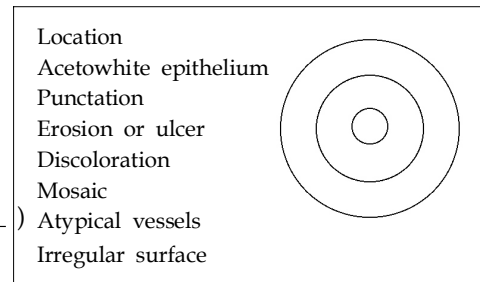 Location
Acetowhite epithelium
Punctation
Erosion or ulcer
Discoloration
Mosaic
_ ) Atypical vessels
Irregular surface